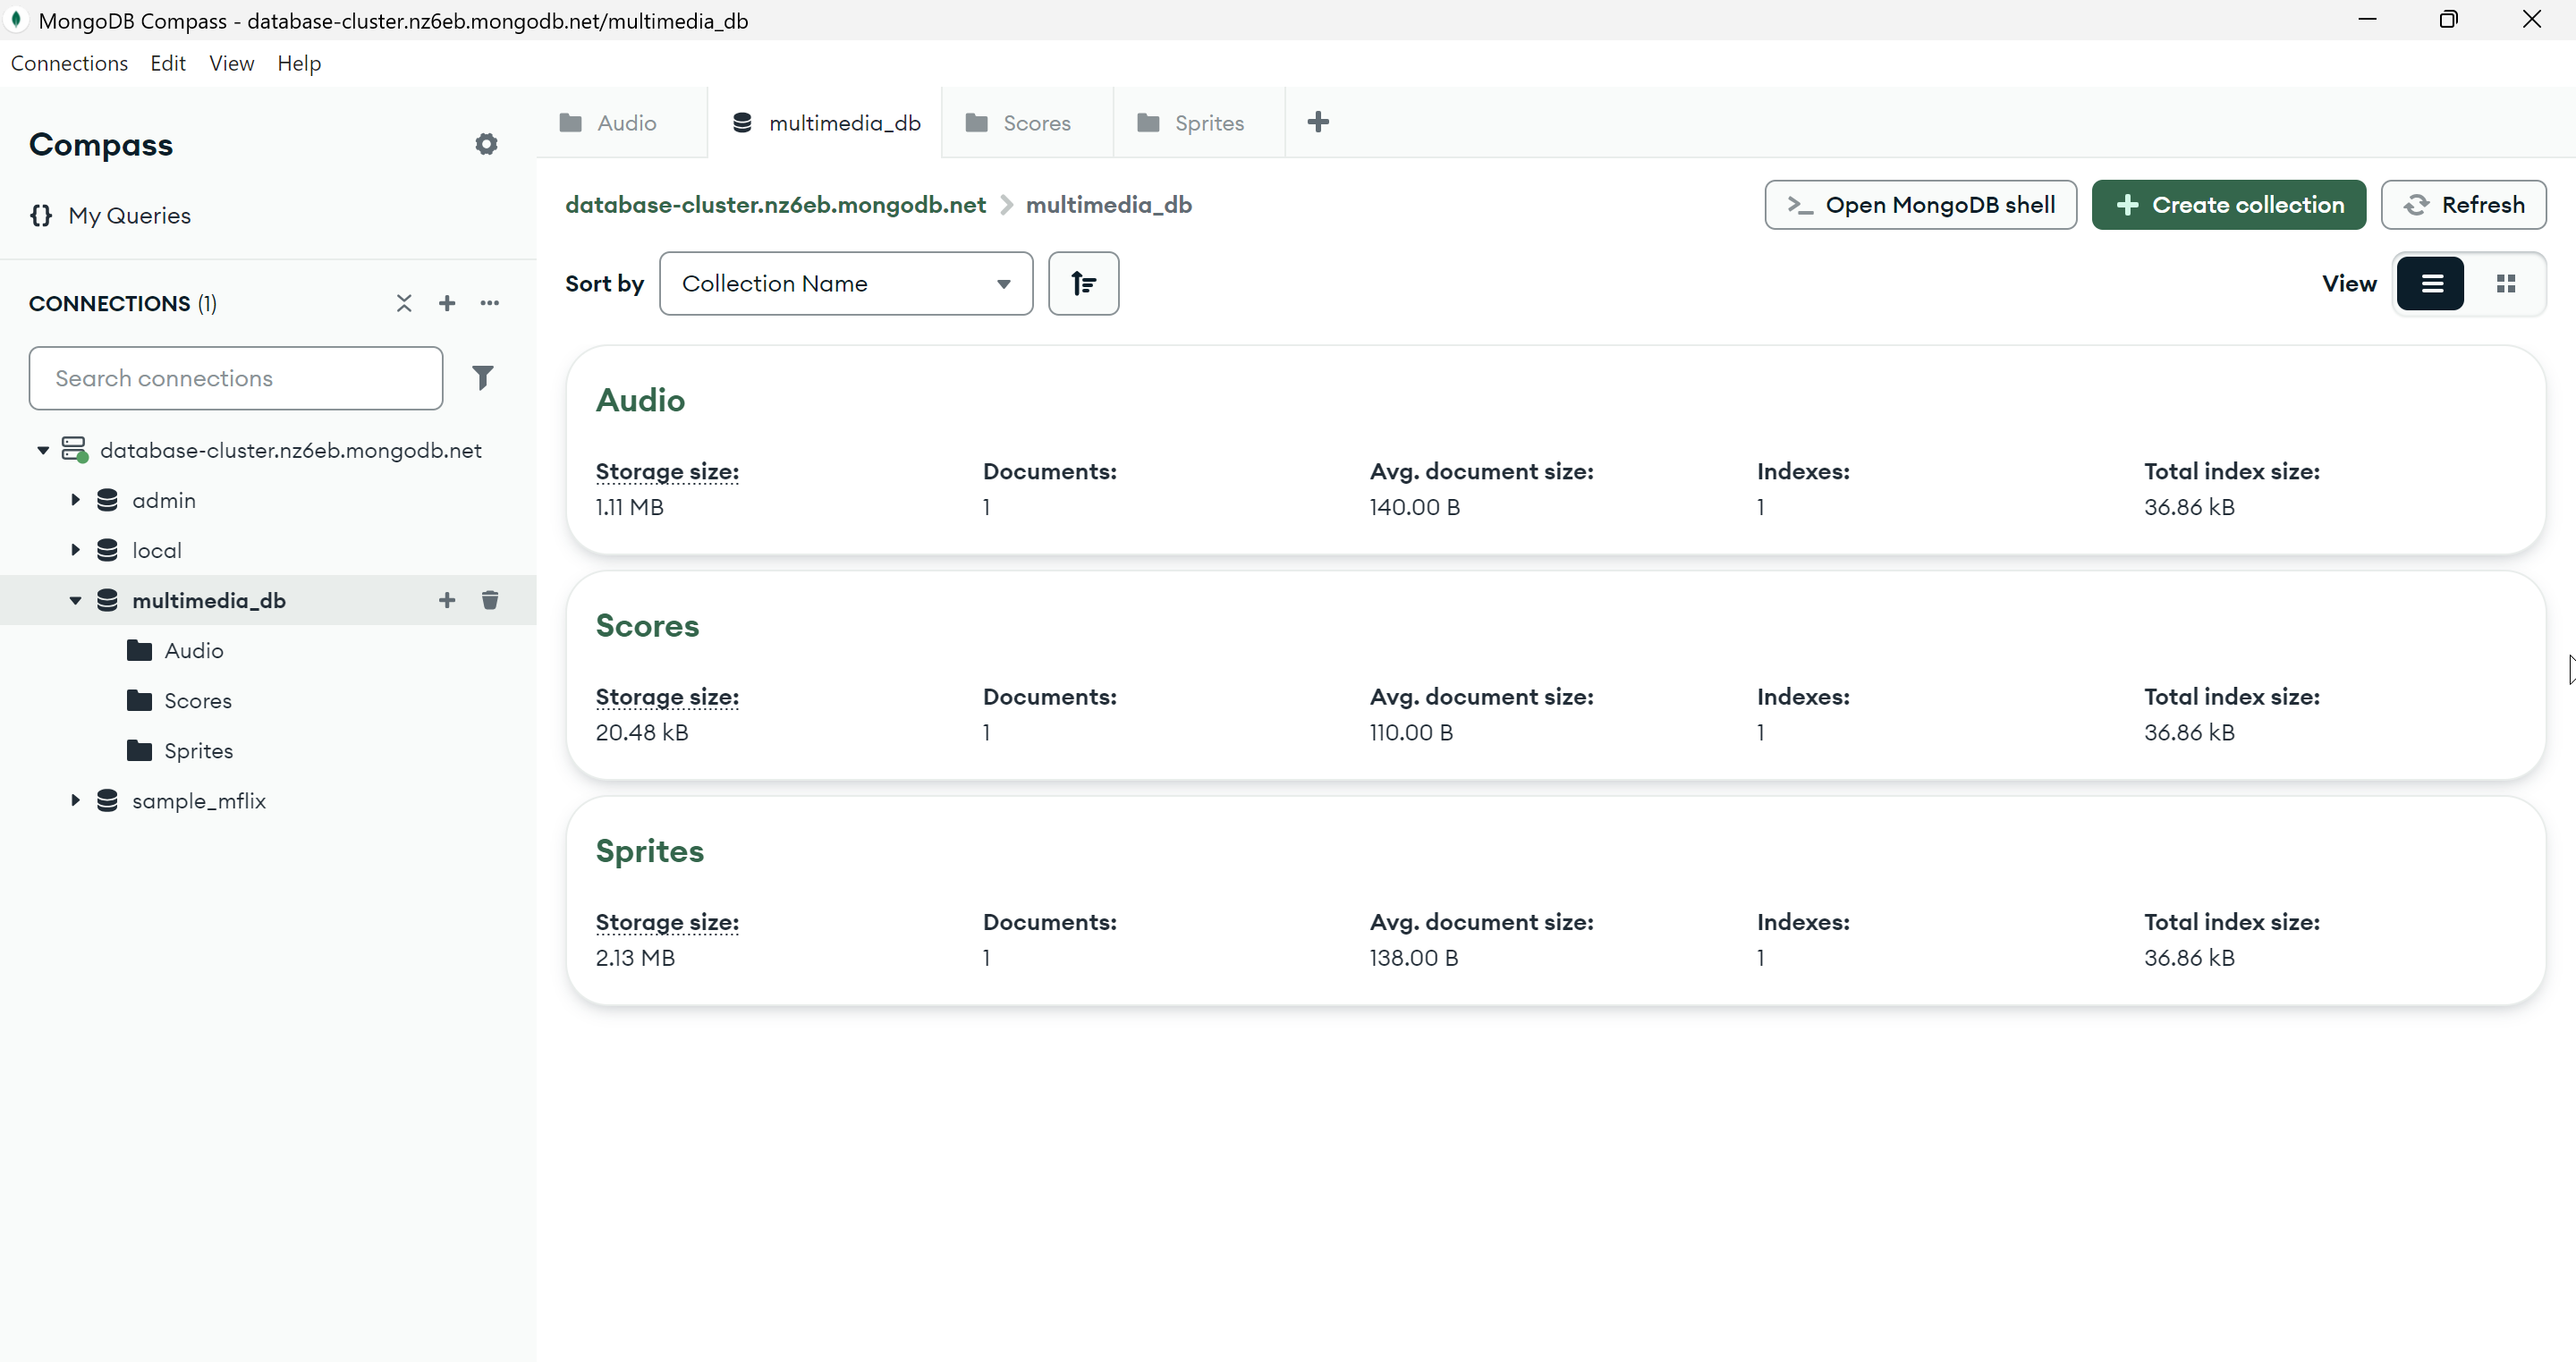 MongoDB Compass - database-cluster.nz6eb.mongodb.net/multimedia_db
Connections Edit View Help
Compass
{} My Queries
CONNECTIONS (1)
Search connections
database-cluster.nz6eb.mongodb.net
admin
local
multimedia_db
Audio
Scores
Sprites
sample_mflix
Audio multimedia_db Scores Sprites
database-cluster.nz6eb.mongodb.net multimedia_db
>_ Open MongoDB shell Create collection Refresh
Sort by Collection Name View
Audio
Storage size: Documents: Avg. document size: Indexes: Total index size:
1.11 MB 1 140.00 B 1 36.86 kB
Scores
Storage size: Documents: Avg. document size: Indexes: Total index size:
20.48 kB 1 110.00 B 1 36.86 kB
Sprites
Storage size: Documents: Avg. document size: Indexes: Total index size:
2.13 MB 1 138.00 B 1 36.86 kB